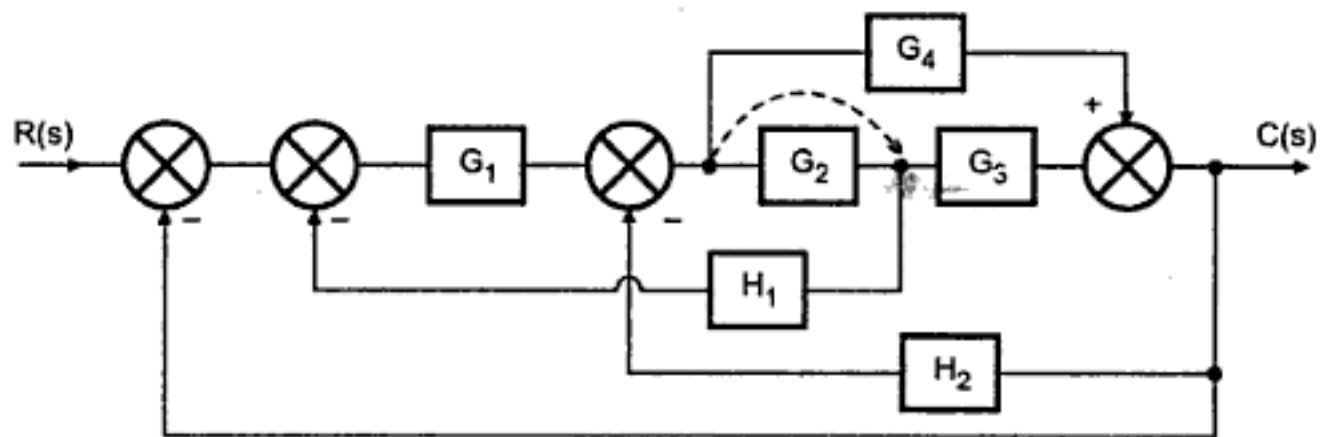 G₄
R(s)
+
C(s)
G₁
G₂
G₃
−
−
−
H₁
H₂